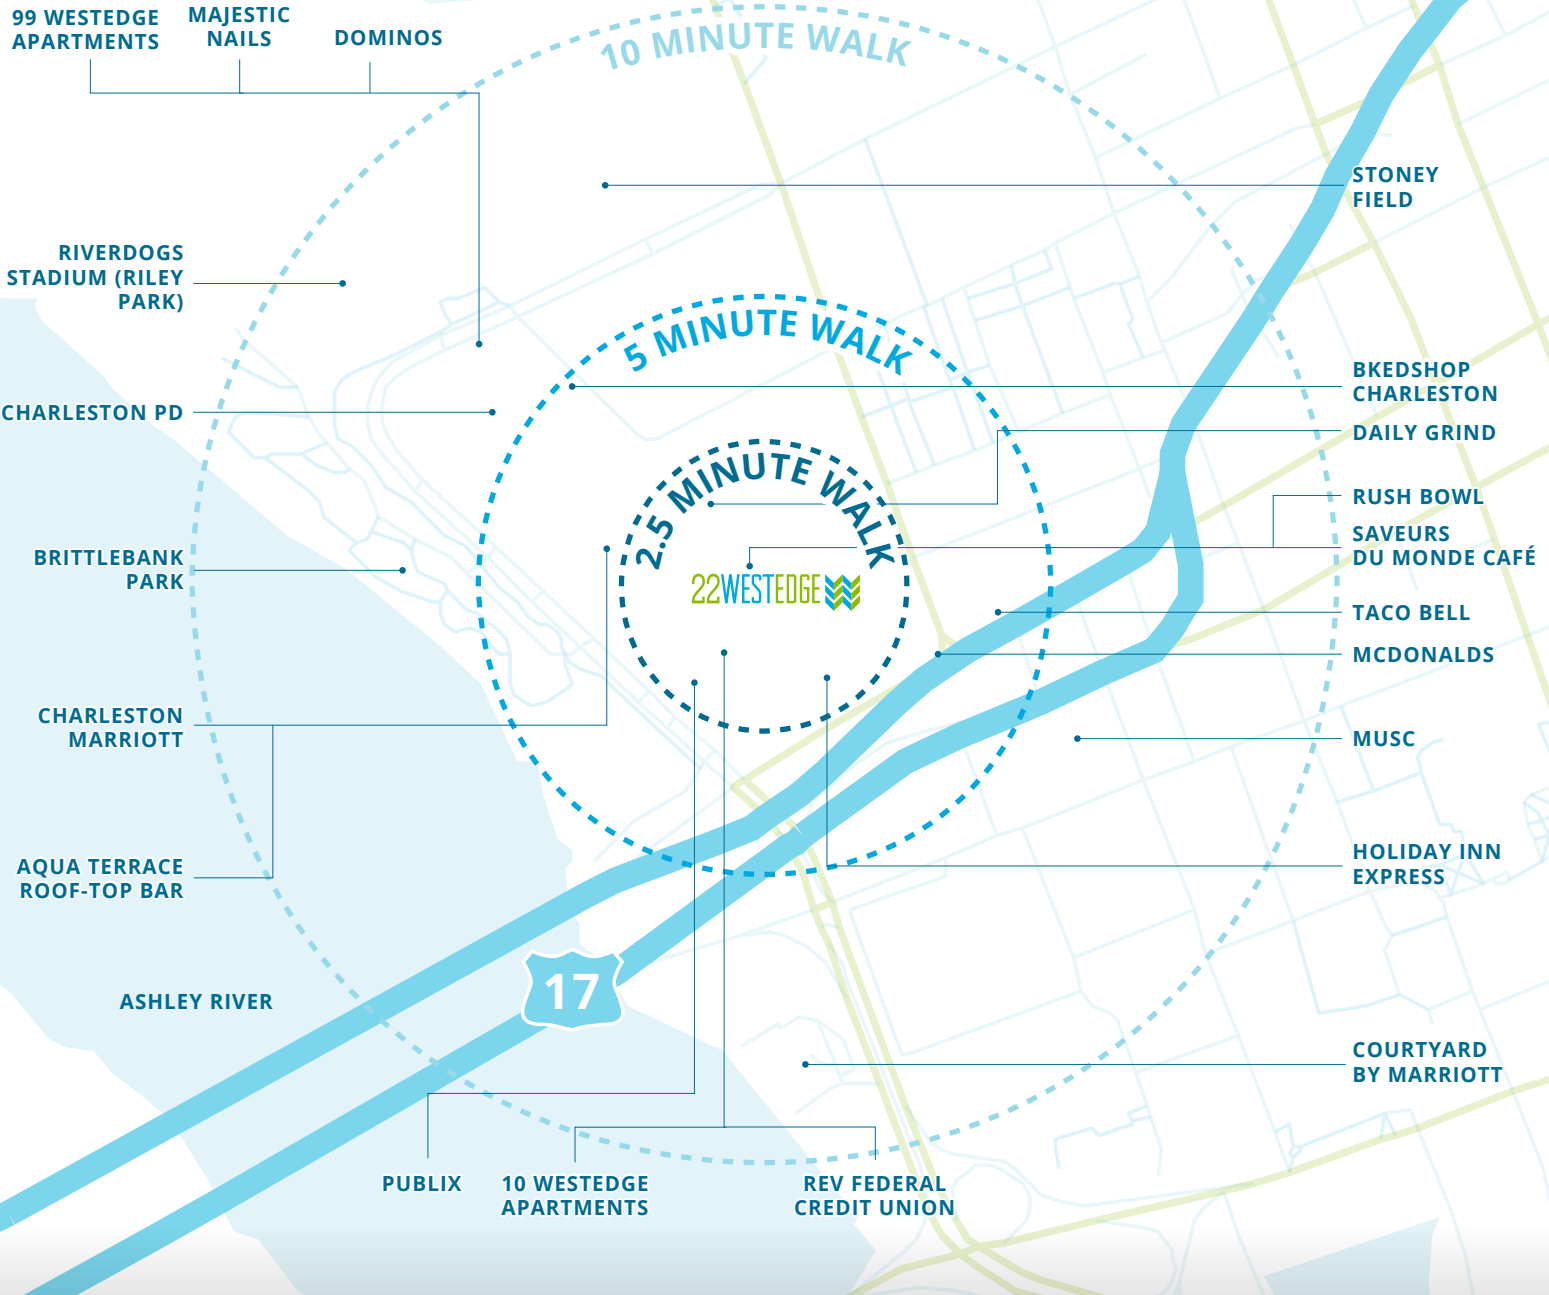 99 WESTEDGE
APARTMENTS
MAJESTIC
NAILS
DOMINOS
10 MINUTE WALK
STONEY
FIELD
RIVERDOGS
STADIUM (RILEY
PARK)
5 MINUTE WALK
BKEDSHOP
CHARLESTON
CHARLESTON PD
DAILY GRIND
2.5 MINUTE WALK
RUSH BOWL
SAVEURS
DU MONDE CAFÉ
BRITTLEBANK
PARK
22WESTEDGE
TACO BELL
MCDONALDS
CHARLESTON
MARRIOTT
MUSC
AQUA TERRACE
ROOF-TOP BAR
HOLIDAY INN
EXPRESS
17
ASHLEY RIVER
COURTYARD
BY MARRIOTT
PUBLIX
10 WESTEDGE
APARTMENTS
REV FEDERAL
CREDIT UNION